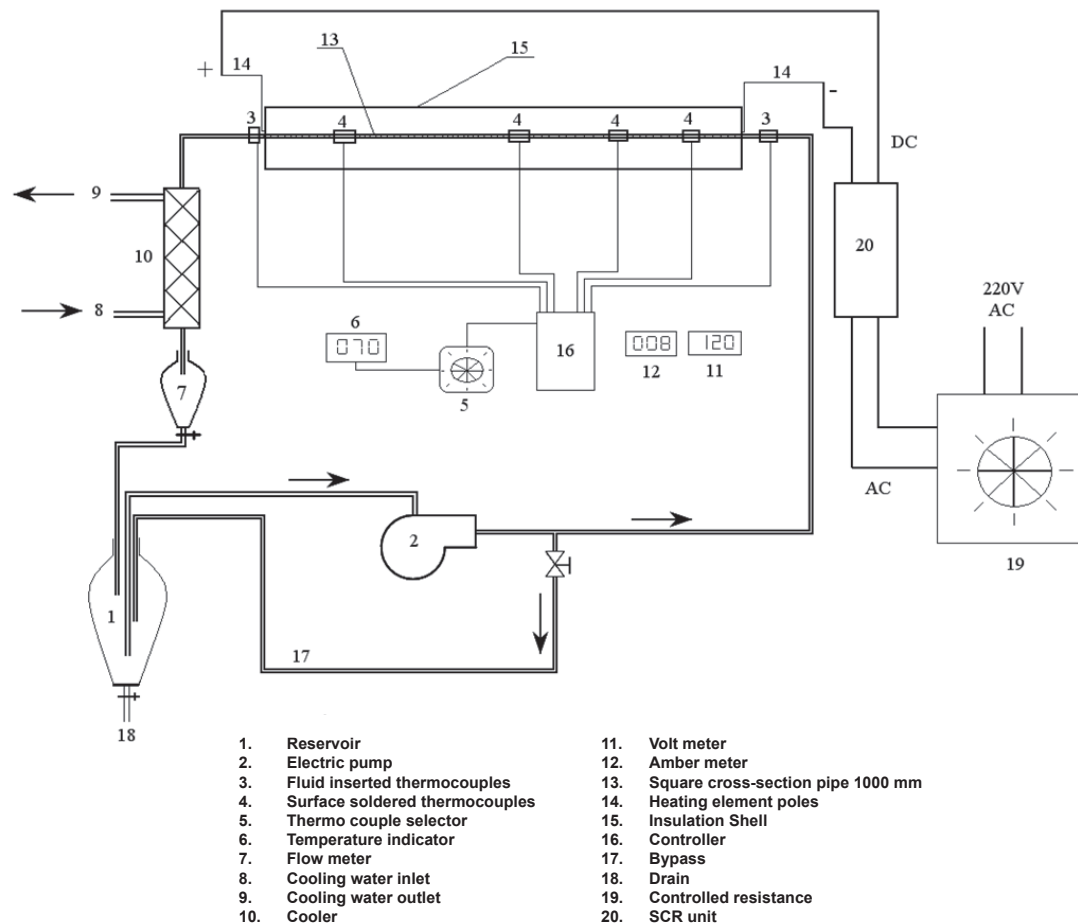 13
15
14
+
14
-
3
4
4
4
4
3
DC
9
10
20
8
220V
AC
6
070
16
008
120
12
11
7
5
AC
2
19
1
17
18
1. Reservoir
2. Electric pump
3. Fluid inserted thermocouples
4. Surface soldered thermocouples
5. Thermo couple selector
6. Temperature indicator
7. Flow meter
8. Cooling water inlet
9. Cooling water outlet
10. Cooler
11. Volt meter
12. Amber meter
13. Square cross-section pipe 1000 mm
14. Heating element poles
15. Insulation Shell
16. Controller
17. Bypass
18. Drain
19. Controlled resistance
20. SCR unit